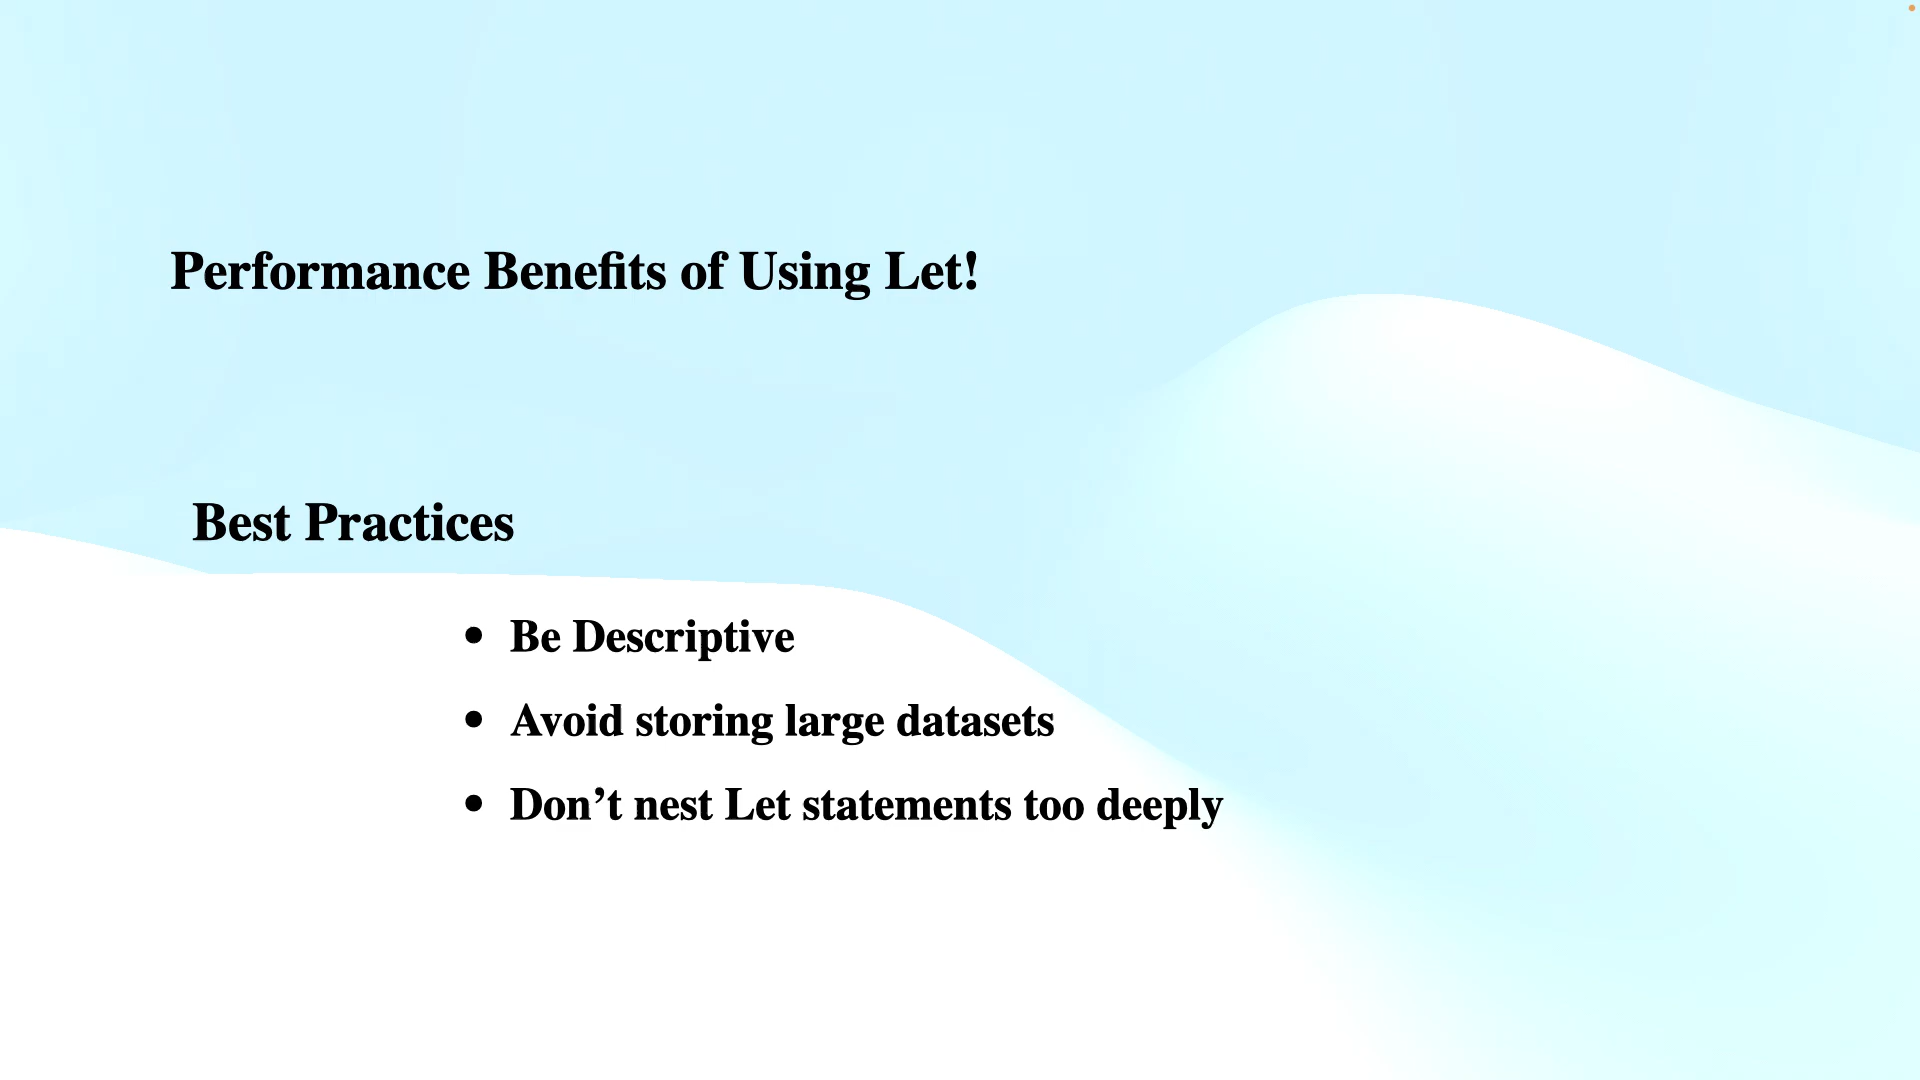 Performance Benefits of Using Let!
Best Practices
• Be Descriptive
• Avoid storing large datasets
• Don’t nest Let statements too deeply